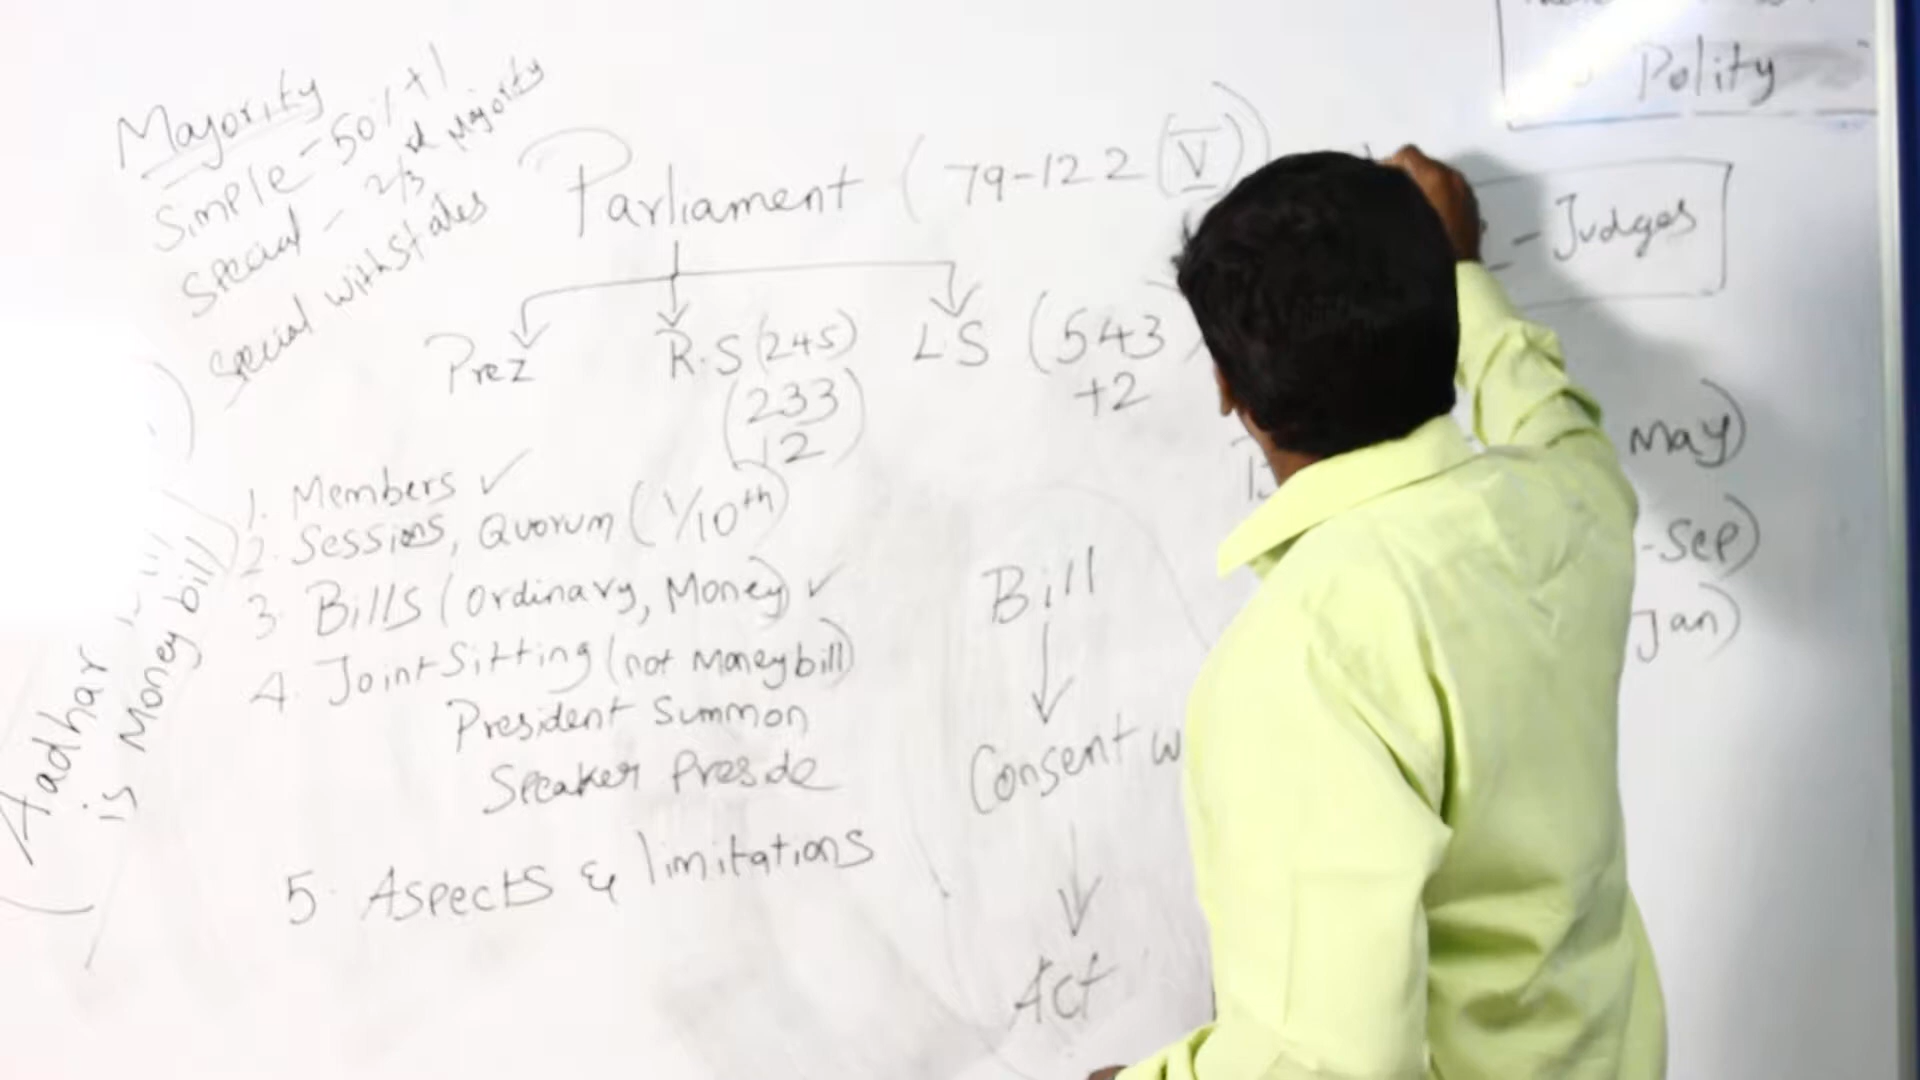 Polity
Majority
Simple - 50% +1
Special - 2/3rd Majority
Special with States
Parliament (79-122 (V))
- Judges
Prez
R.S (245)
(233
12)
LS (543)
+2
May)
-Sep)
Jan)
1. Members ✓
2. Sessions, Quorum (1/10th)
3. Bills (Ordinary, Money) ✓
4. Joint Sitting (not Money bill)
President Summon
Speaker Preside
5. Aspects & limitations
Bill
Consent w
Act
(Aadhar
is Money bill)